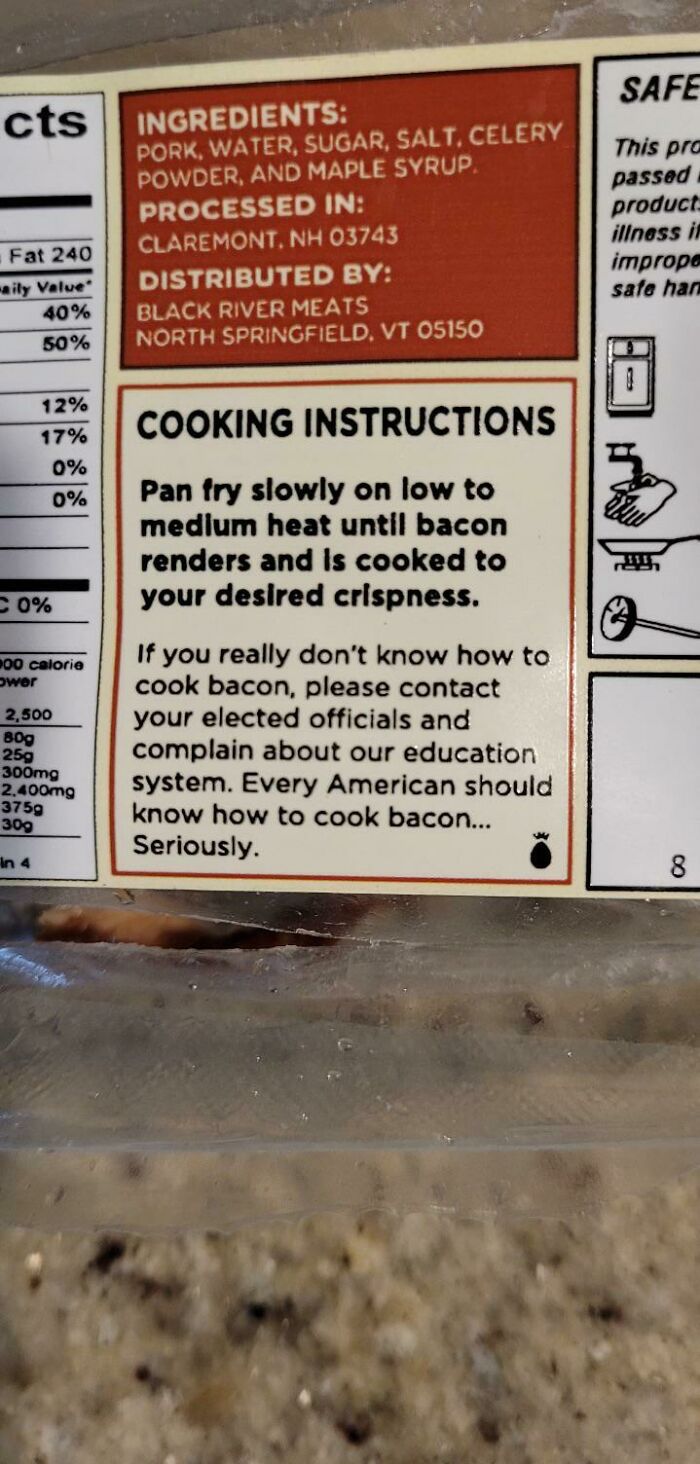 cts
Fat 240
aily Value*
40%
50%
12%
17%
0%
0%
C 0%
000 calorie
ower
2,500
80g
25g
300mg
2,400mg
375g
30g
in 4
INGREDIENTS:
PORK, WATER, SUGAR, SALT, CELERY
POWDER, AND MAPLE SYRUP.
PROCESSED IN:
CLAREMONT, NH 03743
DISTRIBUTED BY:
BLACK RIVER MEATS
NORTH SPRINGFIELD, VT 05150
COOKING INSTRUCTIONS
Pan fry slowly on low to
medium heat until bacon
renders and is cooked to
your desired crispness.
If you really don't know how to
cook bacon, please contact
your elected officials and
complain about our education
system. Every American should
know how to cook bacon...
Seriously.
SAFE
This pro
passed
product
illness if
imprope
safe han
8